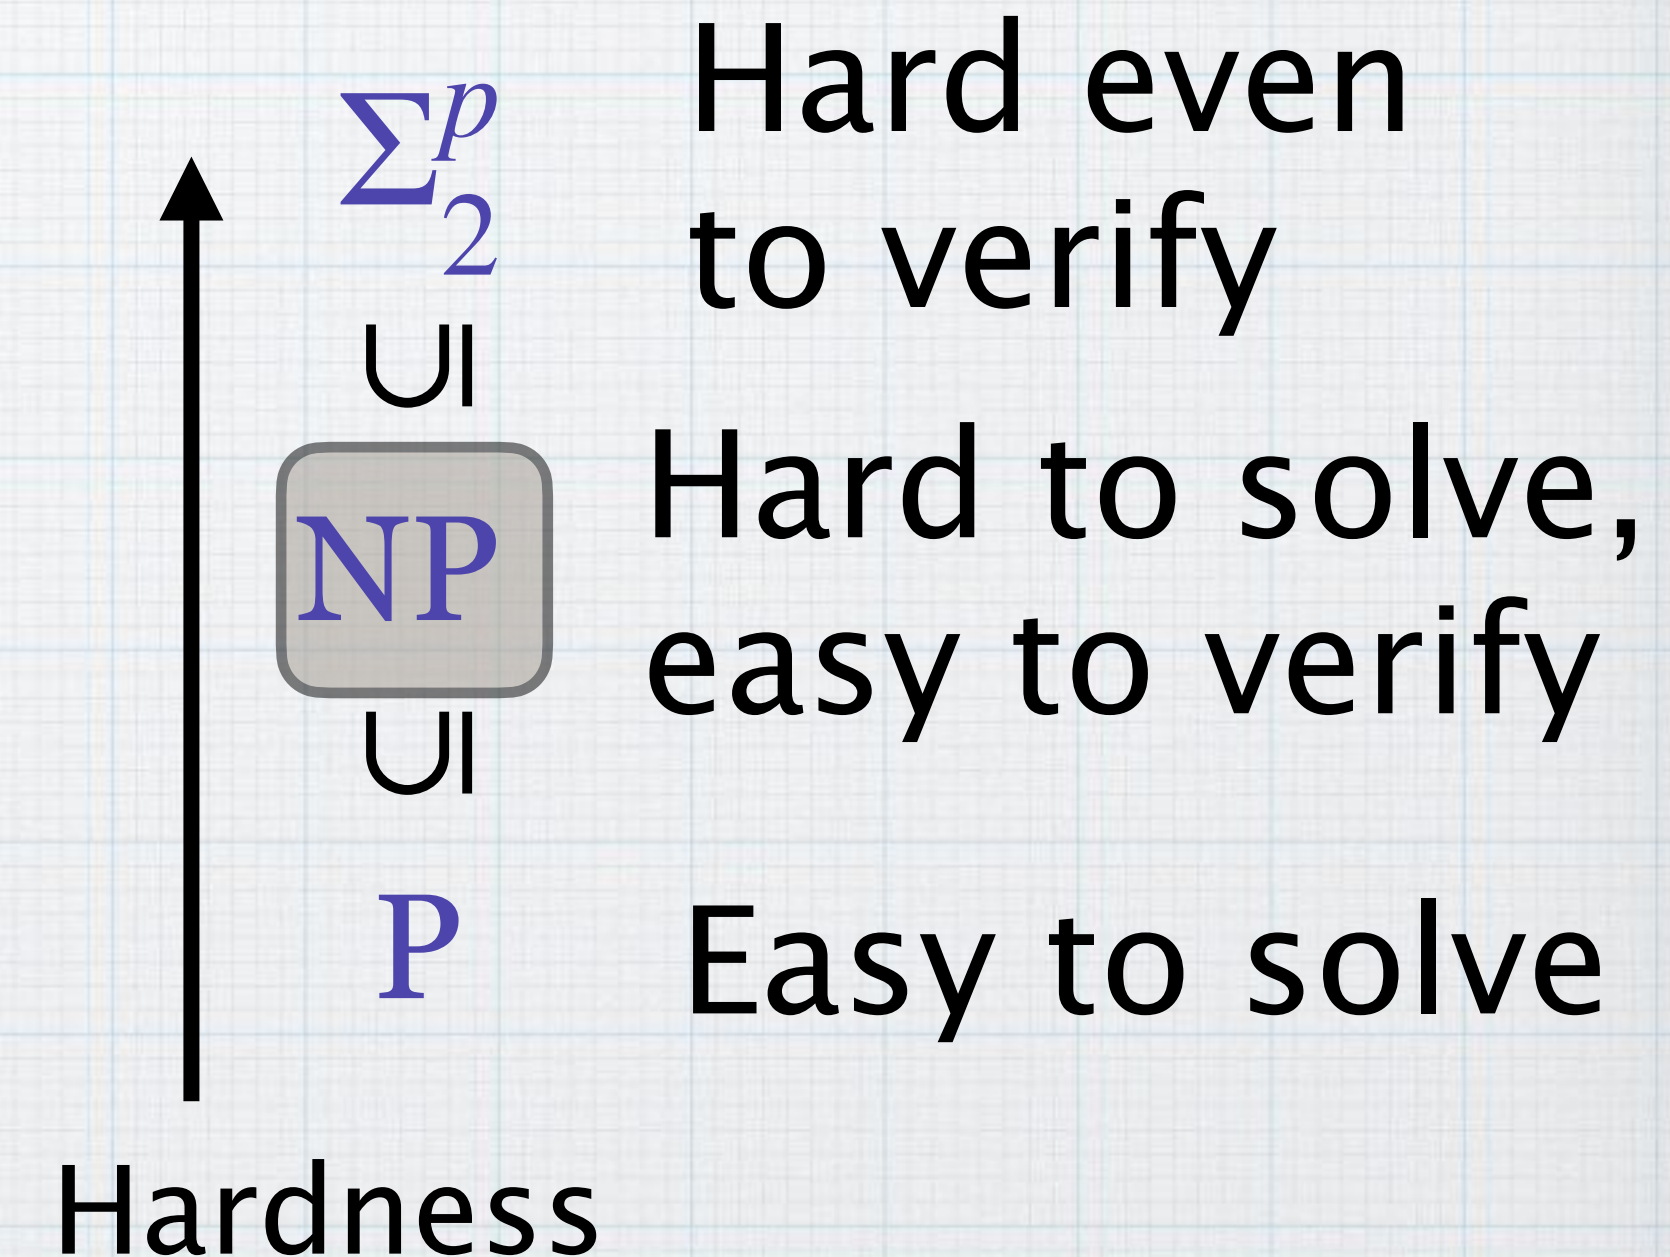 Σ₂ᵖ Hard even
to verify
∪|
NP Hard to solve,
easy to verify
∪|
P Easy to solve
Hardness